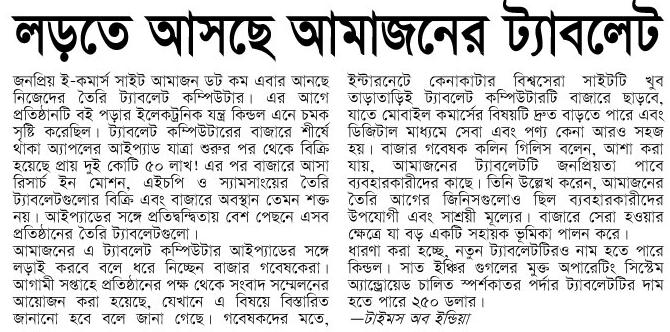 লড়তে আসছে আমাজনের ট্যাবলেট
জনপ্রিয় ই-কমার্স সাইট আমাজন ডট কম এবার আনছে
নিজেদের তৈরি ট্যাবলেট কম্পিউটার। এর আগে
প্রতিষ্ঠানটি বই পড়ার ইলেকট্রনিক যন্ত্র কিন্ডল এনে চমক
সৃষ্টি করেছিল। ট্যাবলেট কম্পিউটারের বাজারে শীর্ষে
থাকা অ্যাপলের আইপ্যাড যাত্রা শুরুর পর থেকে বিক্রি
হয়েছে প্রায় দুই কোটি ৫০ লাখ! এর পর বাজারে আসা
রিসার্চ ইন মোশন, এইচপি ও স্যামসাংয়ের তৈরি
ট্যাবলেটগুলোর বিক্রি এবং বাজারে অবস্থান তেমন শক্ত
নয়। আইপ্যাডের সঙ্গে প্রতিদ্বন্দ্বিতায় বেশ পেছনে এসব
প্রতিষ্ঠানের তৈরি ট্যাবলেটগুলো।
আমাজনের এ ট্যাবলেট কম্পিউটার আইপ্যাডের সঙ্গে
লড়াই করবে বলে ধরে নিচ্ছেন বাজার গবেষকেরা।
আগামী সপ্তাহে প্রতিষ্ঠানের পক্ষ থেকে সংবাদ সম্মেলনের
আয়োজন করা হয়েছে, যেখানে এ বিষয়ে বিস্তারিত
জানানো হবে বলে জানা গেছে। গবেষকদের মতে,
ইন্টারনেটে কেনাকাটার বিশ্বসেরা সাইটটি খুব
তাড়াতাড়িই ট্যাবলেট কম্পিউটারটি বাজারে ছাড়বে,
যাতে মোবাইল কমার্সের বিষয়টি দ্রুত বাড়তে পারে এবং
ডিজিটাল মাধ্যমে সেবা এবং পণ্য কেনা আরও সহজ
হয়। বাজার গবেষক কলিন গিলিস বলেন, আশা করা
যায়, আমাজনের ট্যাবলেটটি জনপ্রিয়তা পাবে
ব্যবহারকারীদের কাছে। তিনি উল্লেখ করেন, আমাজনের
তৈরি আগের জিনিসগুলোও ছিল ব্যবহারকারীদের
উপযোগী এবং সাশ্রয়ী মূল্যের। বাজারে সেরা হওয়ার
ক্ষেত্রে যা বড় একটি সহায়ক ভূমিকা পালন করে।
ধারণা করা হচ্ছে, নতুন ট্যাবলেটটিরও নাম হতে পারে
কিন্ডল। সাত ইঞ্চির গুগলের মুক্ত অপারেটিং সিস্টেম
অ্যান্ড্রয়েড চালিত স্পর্শকাতর পর্দার ট্যাবলেটটির দাম
হতে পারে ২৫০ ডলার।
—টাইমস অব ইন্ডিয়া